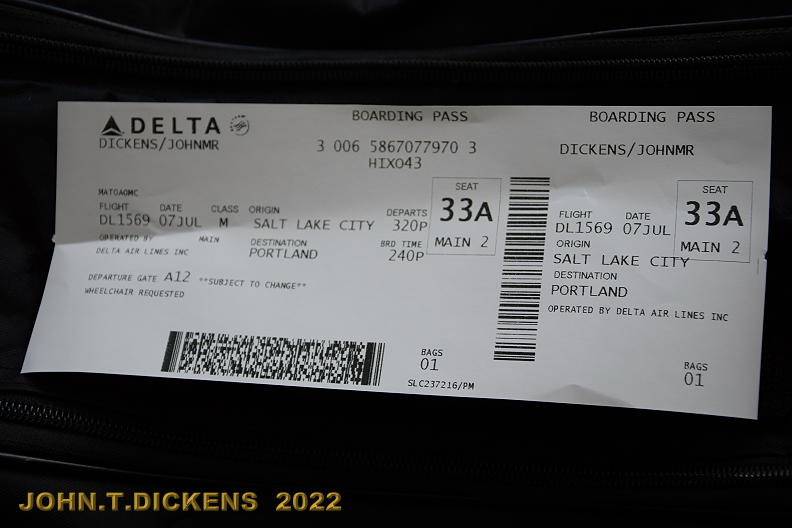 DELTA
BOARDING PASS
DICKENS/JOHNMR
3 006 5867077970 3
HIXO43
MATOAOMC
FLIGHT DATE CLASS ORIGIN
DL1569 07JUL M SALT LAKE CITY
DEPARTS
320P
SEAT
33A
MAIN 2
OPERATED BY MAIN
DELTA AIR LINES INC
DESTINATION
PORTLAND
BRD TIME
240P
DEPARTURE GATE A12 **SUBJECT TO CHANGE**
WHEELCHAIR REQUESTED
BAGS
01
SLC237216/PM
BOARDING PASS
DICKENS/JOHNMR
FLIGHT DATE
DL1569 07JUL
SEAT
33A
MAIN 2
ORIGIN
SALT LAKE CITY
DESTINATION
PORTLAND
OPERATED BY DELTA AIR LINES INC
BAGS
01
JOHN.T.DICKENS 2022